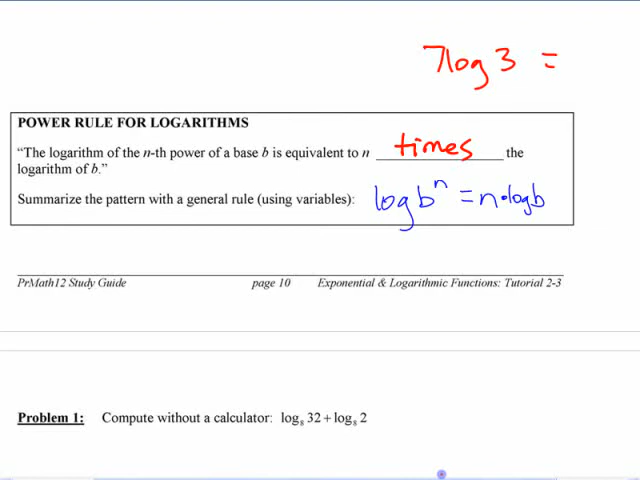 7log 3 =
POWER RULE FOR LOGARITHMS
“The logarithm of the n-th power of a base b is equivalent to n times the
logarithm of b.”
Summarize the pattern with a general rule (using variables): log bⁿ = n·log b
PrMath12 Study Guide page 10 Exponential & Logarithmic Functions: Tutorial 2-3
Problem 1: Compute without a calculator: log₈ 32 + log₈ 2